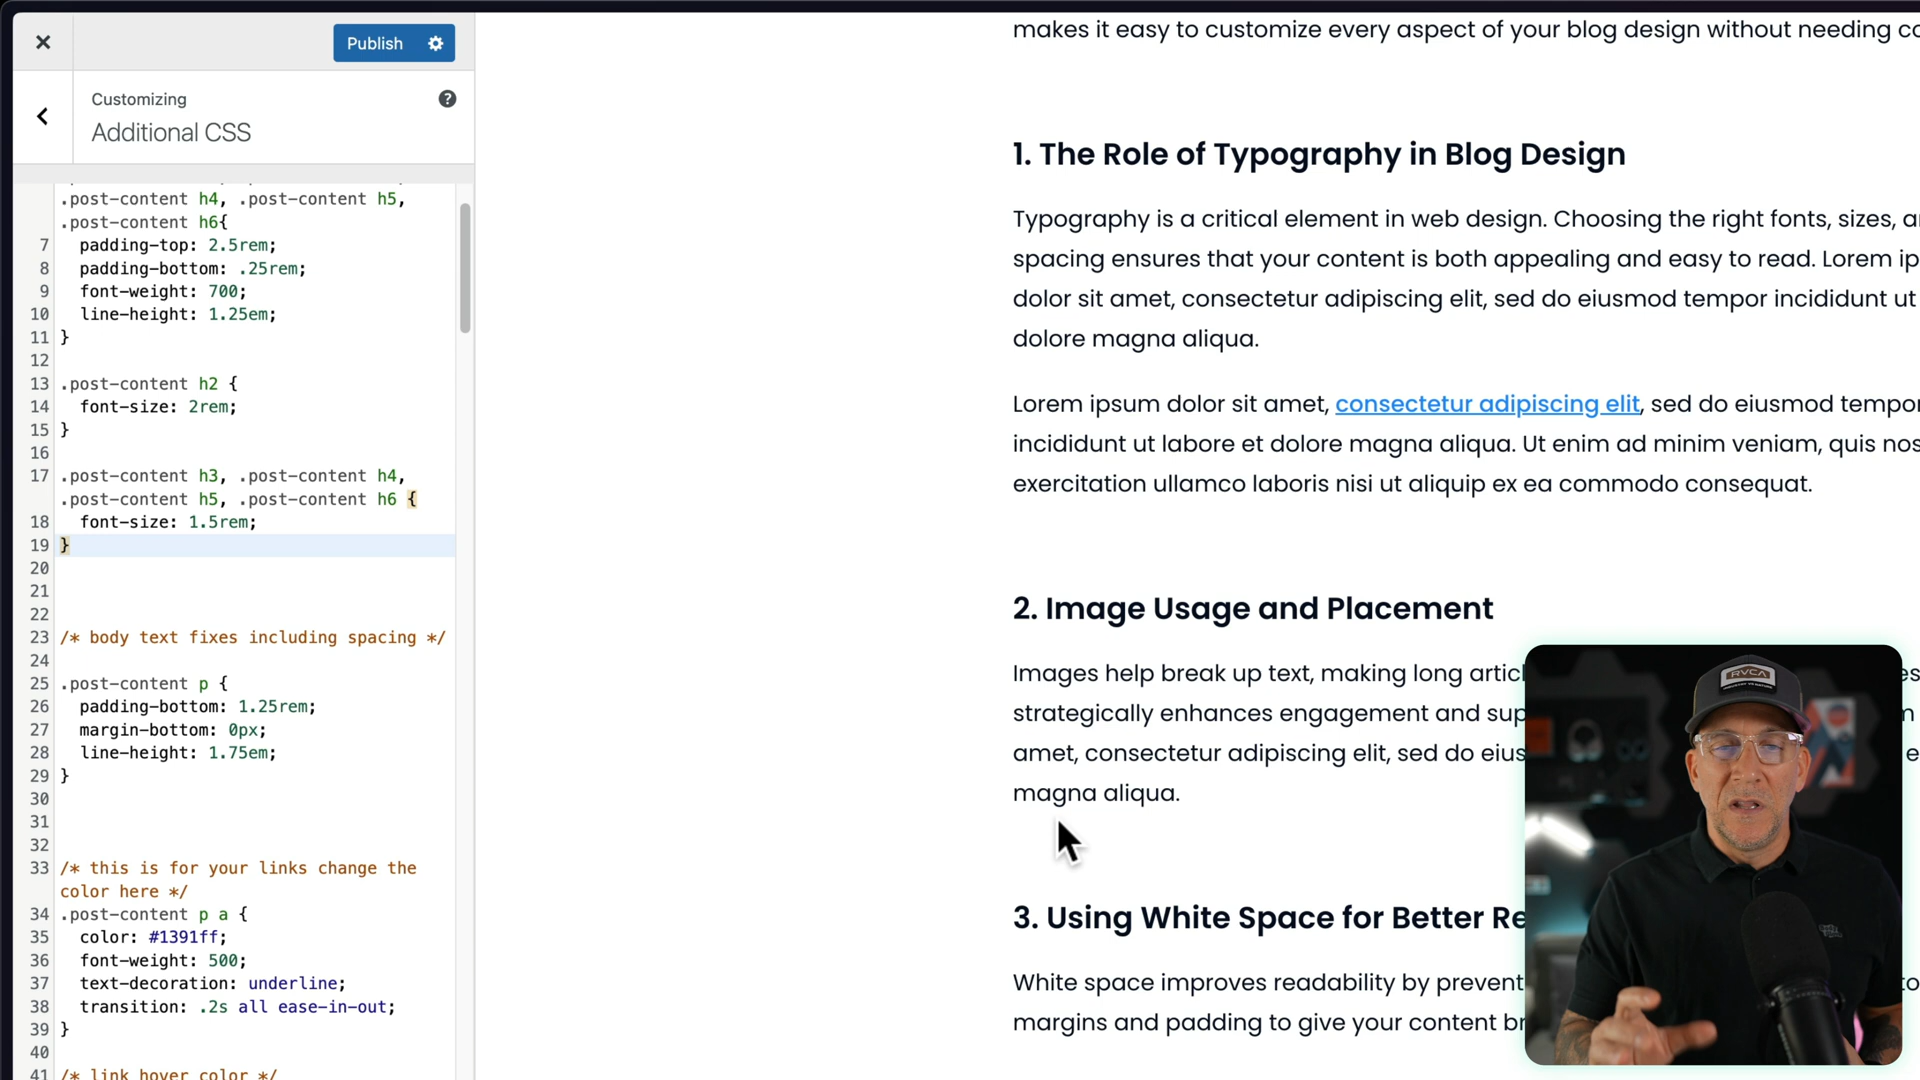 makes it easy to customize every aspect of your blog design without needing
Publish
Customizing
Additional CSS
?
.post-content h4, .post-content h5,
.post-content h6{
7 padding-top: 2.5rem;
8 padding-bottom: .25rem;
9 font-weight: 700;
10 line-height: 1.25em;
11 }
12
13 .post-content h2 {
14 font-size: 2rem;
15 }
16
17 .post-content h3, .post-content h4,
.post-content h5, .post-content h6 {
18 font-size: 1.5rem;
19 }
20
21
22
23 /* body text fixes including spacing */
24
25 .post-content p {
26 padding-bottom: 1.25rem;
27 margin-bottom: 0px;
28 line-height: 1.75em;
29 }
30
31
32
33 /* this is for your links change the
color here */
34 .post-content p a {
35 color: #1391ff;
36 font-weight: 500;
37 text-decoration: underline;
38 transition: .2s all ease-in-out;
39 }
40
41 /* link hover color */
1. The Role of Typography in Blog Design
Typography is a critical element in web design. Choosing the right fonts, sizes,
spacing ensures that your content is both appealing and easy to read. Lorem
dolor sit amet, consectetur adipiscing elit, sed do eiusmod tempor incididunt ut
dolore magna aliqua.
Lorem ipsum dolor sit amet, consectetur adipiscing elit, sed do eiusmod
incididunt ut labore et dolore magna aliqua. Ut enim ad minim veniam, quis
exercitation ullamco laboris nisi ut aliquip ex ea commodo consequat.
2. Image Usage and Placement
Images help break up text, making long
strategically enhances engagement and
amet, consectetur adipiscing elit, sed do
magna aliqua.
3. Using White Space for Better
White space improves readability by
margins and padding to give your content
RVCA